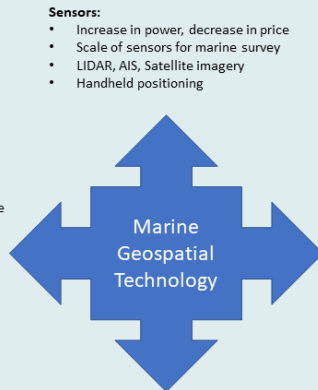 Sensors:
• Increase in power, decrease in price
• Scale of sensors for marine survey
• LIDAR, AIS, Satellite imagery
• Handheld positioning
Marine
Geospatial
Technology